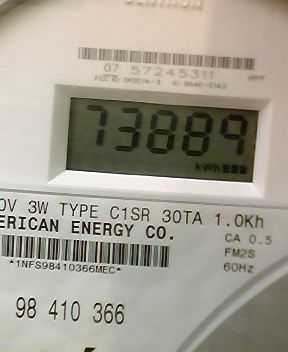 07 57245311
73889
kWh
0V 3W TYPE C1SR 30TA 1.0Kh
ERICAN ENERGY CO.
CA 0.5
FM2S
*1NFS98410366MEC*
60Hz
98 410 366